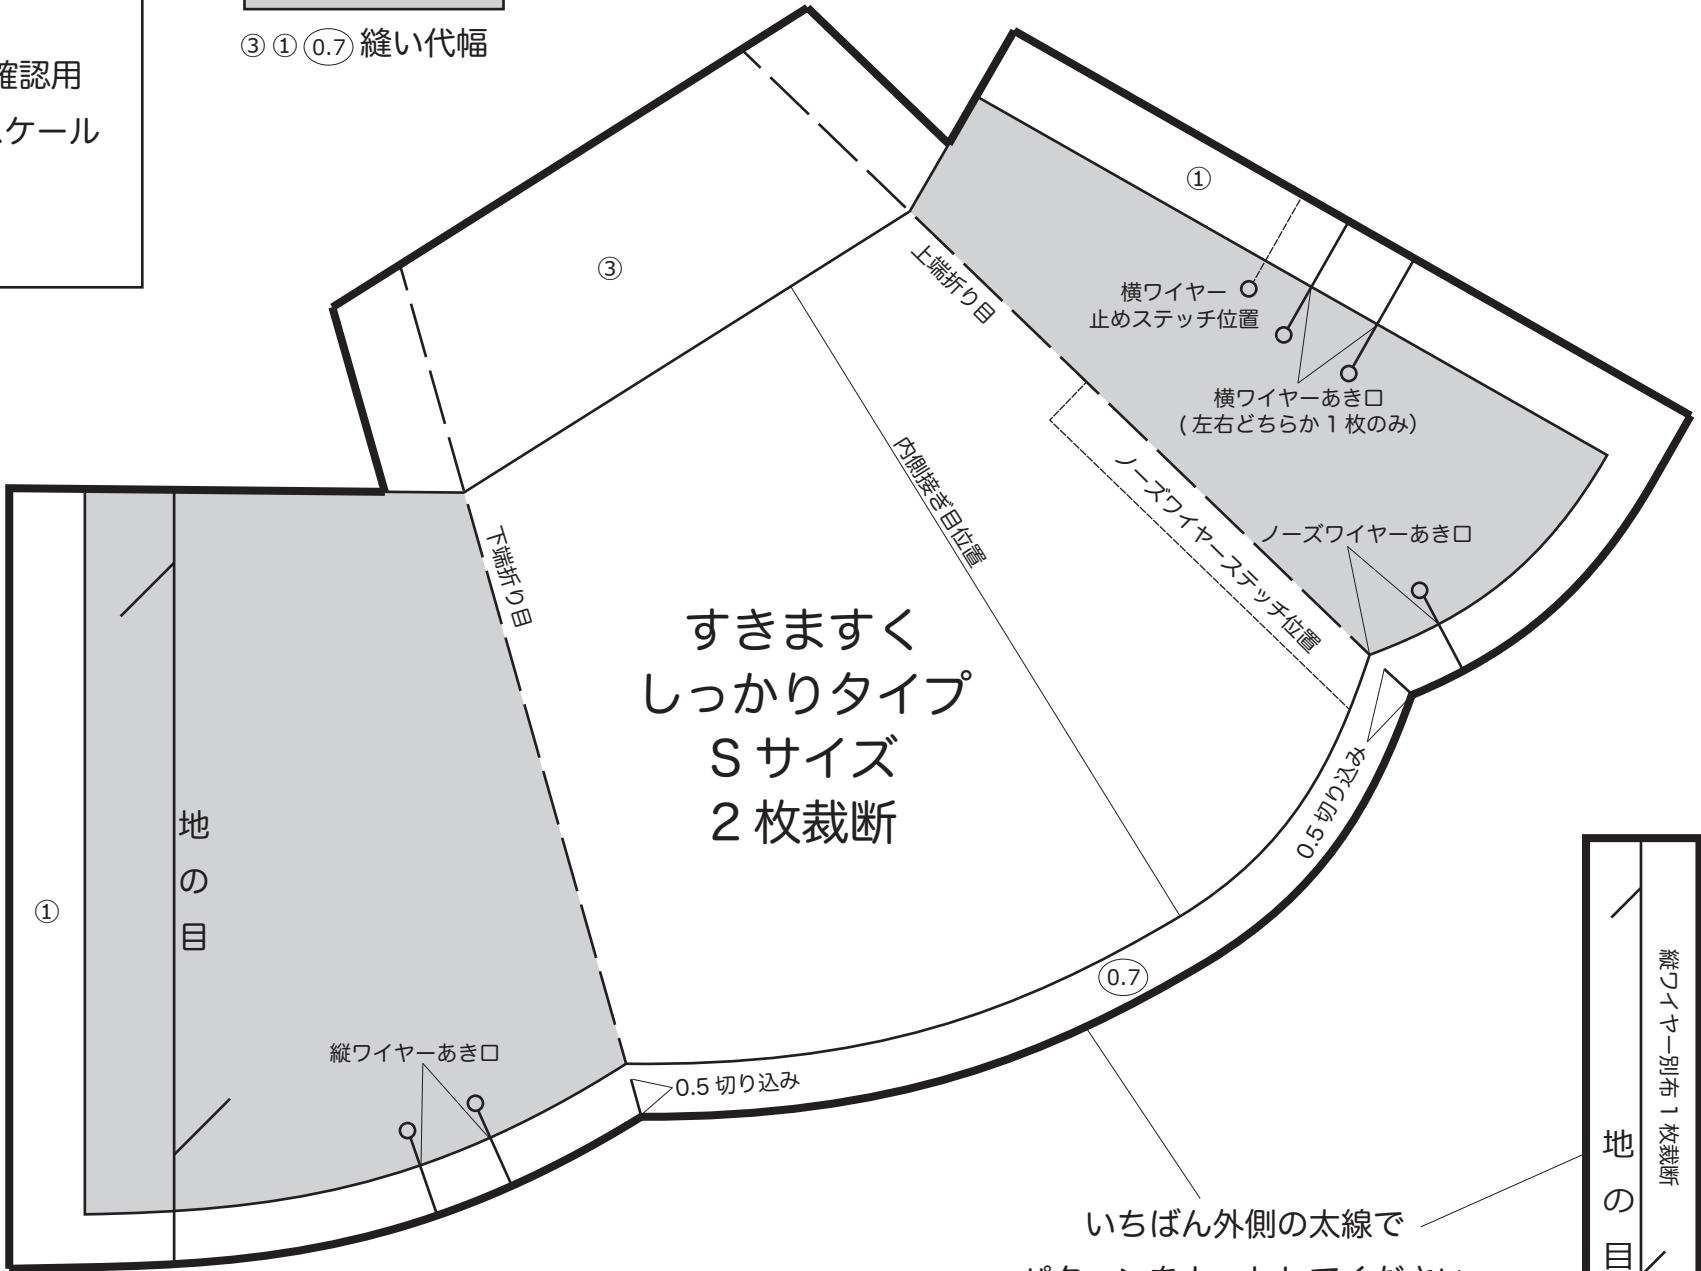 確認用
スケール
③ ① 0.7 縫い代幅
①
③
上端折り目
横ワイヤー
止めステッチ位置
横ワイヤーあき口
(左右どちらか1枚のみ)
内側接ぎ目位置
ノーズワイヤーステッチ位置
ノーズワイヤーあき口
下端折り目
すきますく
しっかりタイプ
S サイズ
2 枚裁断
地の目
①
0.5 切り込み
0.7
縦ワイヤーあき口
0.5 切り込み
縦ワイヤー別布 1 枚裁断
地の目
いちばん外側の太線で